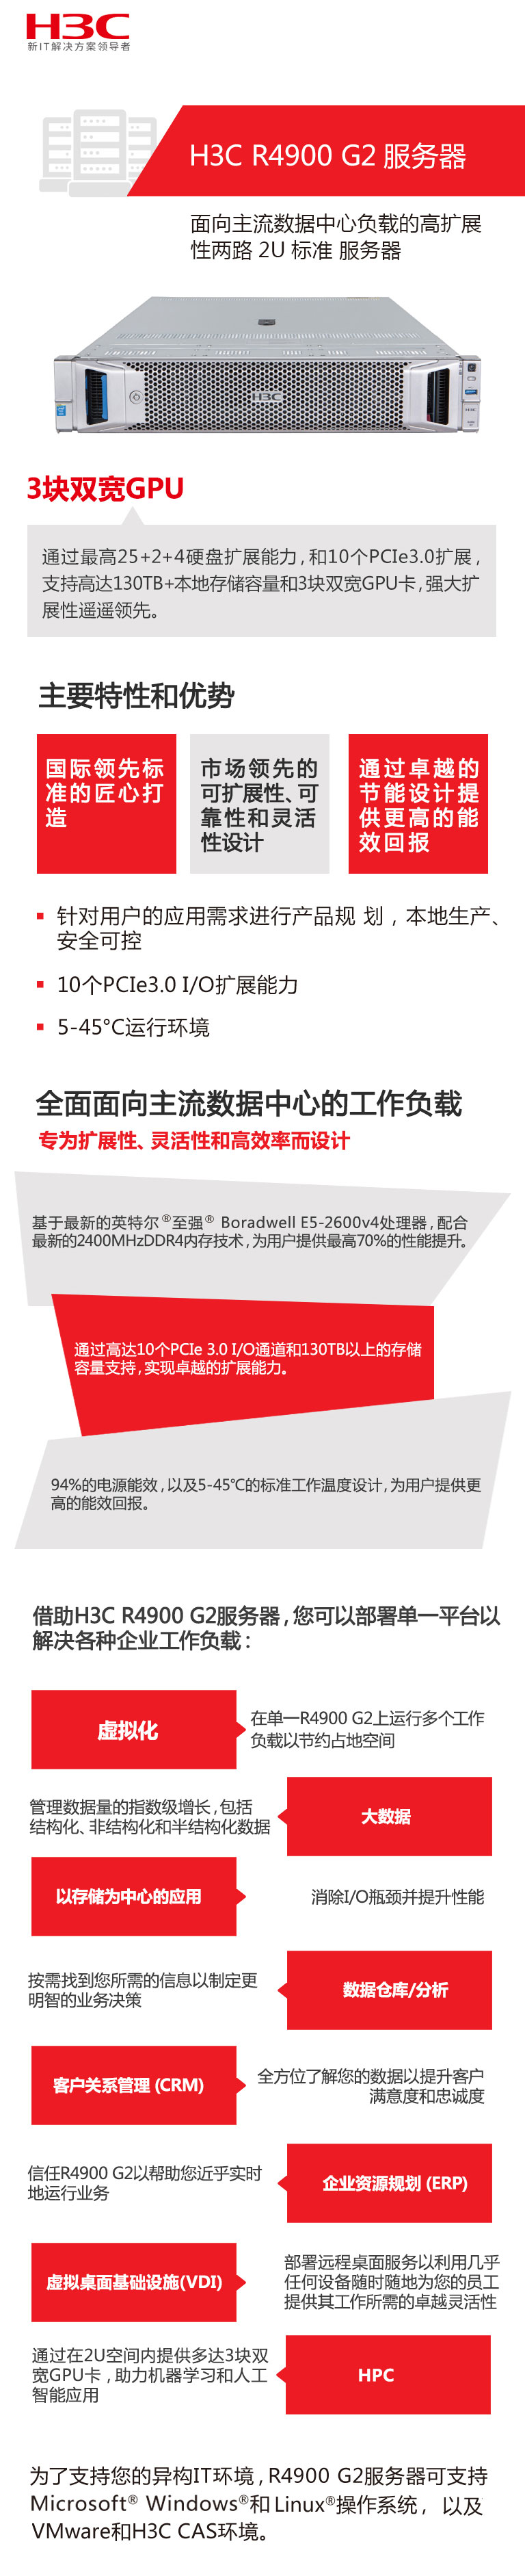 H3C
新IT解决方案领导者
H3C R4900 G2 服务器
面向主流数据中心负载的高扩展
性两路 2U 标准 服务器
H3C
3块双宽GPU
通过最高25+2+4硬盘扩展能力，和10个PCIe3.0扩展，
支持高达130TB+本地存储容量和3块双宽GPU卡，强大扩
展性遥遥领先。
主要特性和优势
国际领先标
准的匠心打
造
市场领先的
可扩展性、可
靠性和灵活
性设计
通过卓越的
节能设计提
供更高的能
效回报
针对用户的应用需求进行产品规 划，本地生产、
安全可控
10个PCIe3.0 I/O扩展能力
5-45°C运行环境
全面面向主流数据中心的工作负载
专为扩展性、灵活性和高效率而设计
基于最新的英特尔®至强® Boradwell E5-2600v4处理器，配合
最新的2400MHzDDR4内存技术，为用户提供最高70%的性能提升。
通过高达10个PCIe 3.0 I/O通道和130TB以上的存储
容量支持，实现卓越的扩展能力。
94%的电源能效，以及5-45°C的标准工作温度设计，为用户提供更
高的能效回报。
借助H3C R4900 G2服务器，您可以部署单一平台以
解决各种企业工作负载：
虚拟化
在单一R4900 G2上运行多个工作
负载以节约占地空间
管理数据量的指数级增长，包括
结构化、非结构化和半结构化数据
大数据
以存储为中心的应用
消除I/O瓶颈并提升性能
按需找到您所需的信息以制定更
明智的业务决策
数据仓库/分析
客户关系管理 (CRM)
全方位了解您的数据以提升客户
满意度和忠诚度
信任R4900 G2以帮助您近乎实时
地运行业务
企业资源规划 (ERP)
虚拟桌面基础设施(VDI)
部署远程桌面服务以利用几乎
任何设备随时随地为您的员工
提供其工作所需的卓越灵活性
通过在2U空间内提供多达3块双
宽GPU卡，助力机器学习和人工
智能应用
HPC
为了支持您的异构IT环境，R4900 G2服务器可支持
Microsoft® Windows®和 Linux®操作系统， 以及
VMware和H3C CAS环境。